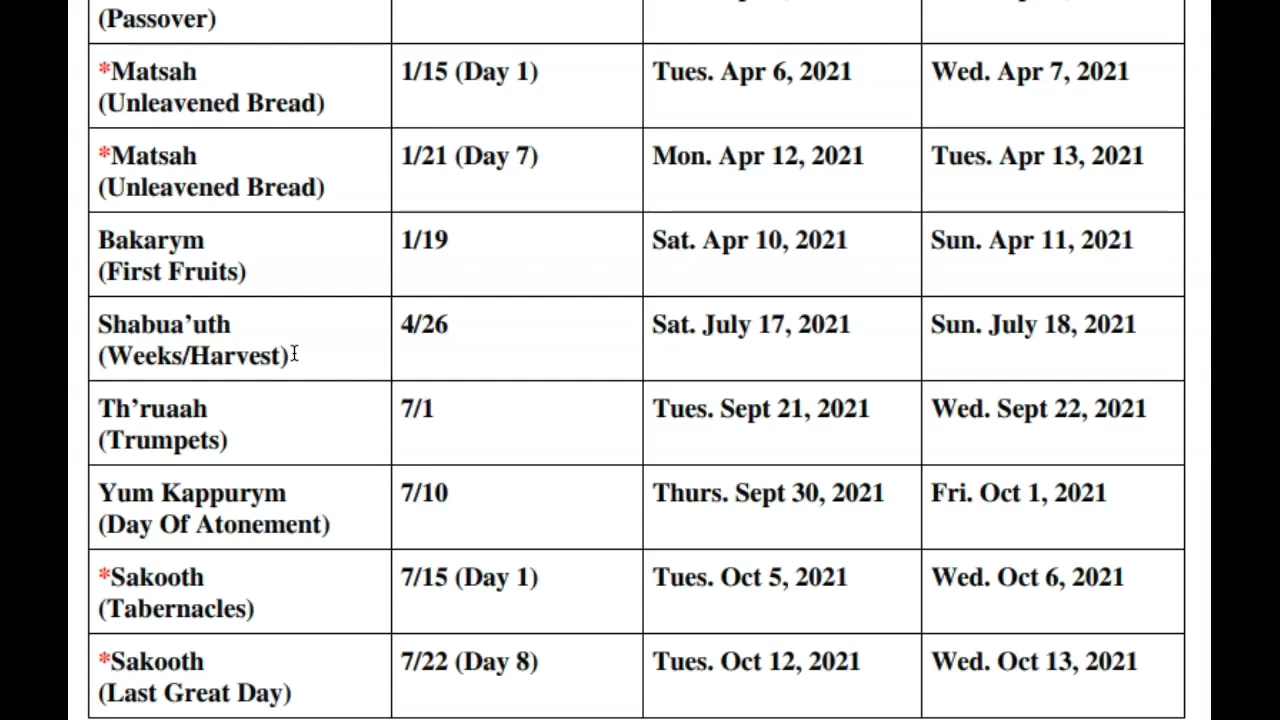 (Passover)
*Matsah
(Unleavened Bread)
1/15 (Day 1)
Tues. Apr 6, 2021
Wed. Apr 7, 2021
*Matsah
(Unleavened Bread)
1/21 (Day 7)
Mon. Apr 12, 2021
Tues. Apr 13, 2021
Bakarym
(First Fruits)
1/19
Sat. Apr 10, 2021
Sun. Apr 11, 2021
Shabua’uth
(Weeks/Harvest)
4/26
Sat. July 17, 2021
Sun. July 18, 2021
Th’ruaah
(Trumpets)
7/1
Tues. Sept 21, 2021
Wed. Sept 22, 2021
Yum Kappurym
(Day Of Atonement)
7/10
Thurs. Sept 30, 2021
Fri. Oct 1, 2021
*Sakooth
(Tabernacles)
7/15 (Day 1)
Tues. Oct 5, 2021
Wed. Oct 6, 2021
*Sakooth
(Last Great Day)
7/22 (Day 8)
Tues. Oct 12, 2021
Wed. Oct 13, 2021